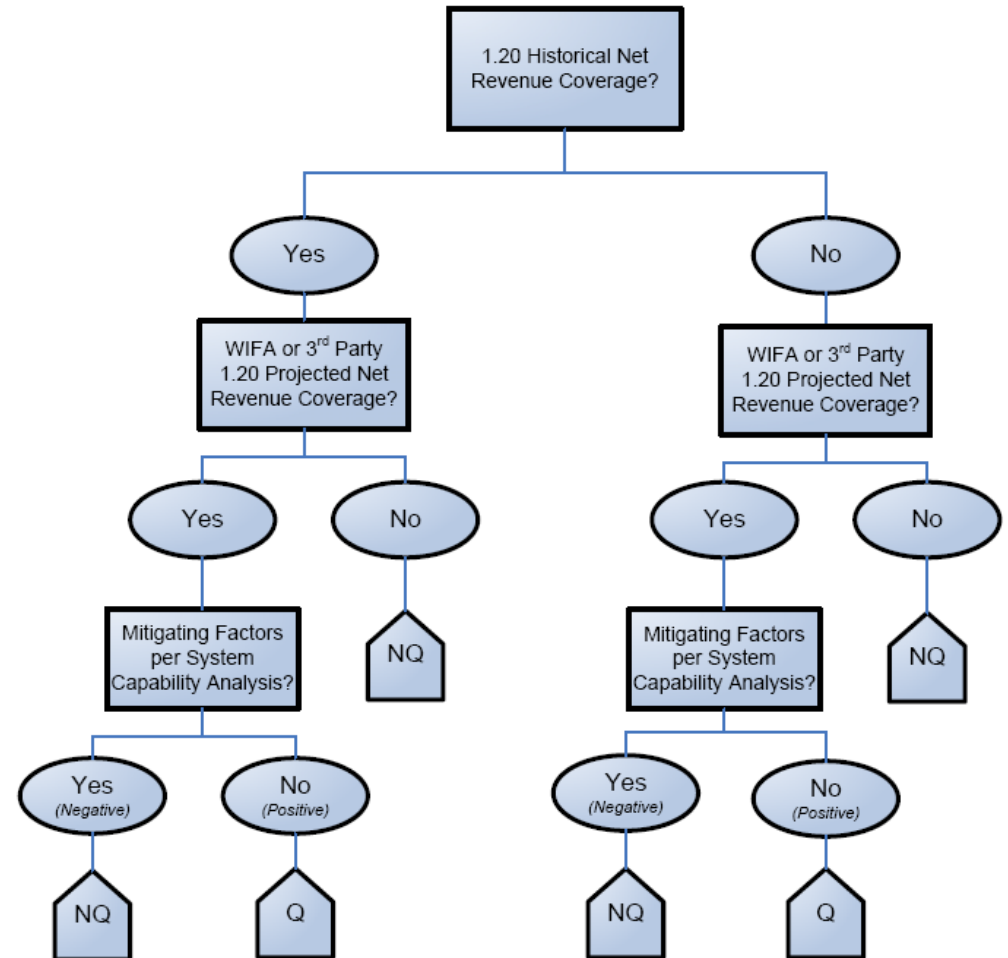 1.20 Historical Net
Revenue Coverage?
Yes
No
WIFA or 3rd Party
1.20 Projected Net
Revenue Coverage?
WIFA or 3rd Party
1.20 Projected Net
Revenue Coverage?
Yes
No
Yes
No
Mitigating Factors
per System
Capability Analysis?
NQ
Mitigating Factors
per System
Capability Analysis?
NQ
Yes
(Negative)
No
(Positive)
Yes
(Negative)
No
(Positive)
NQ
Q
NQ
Q